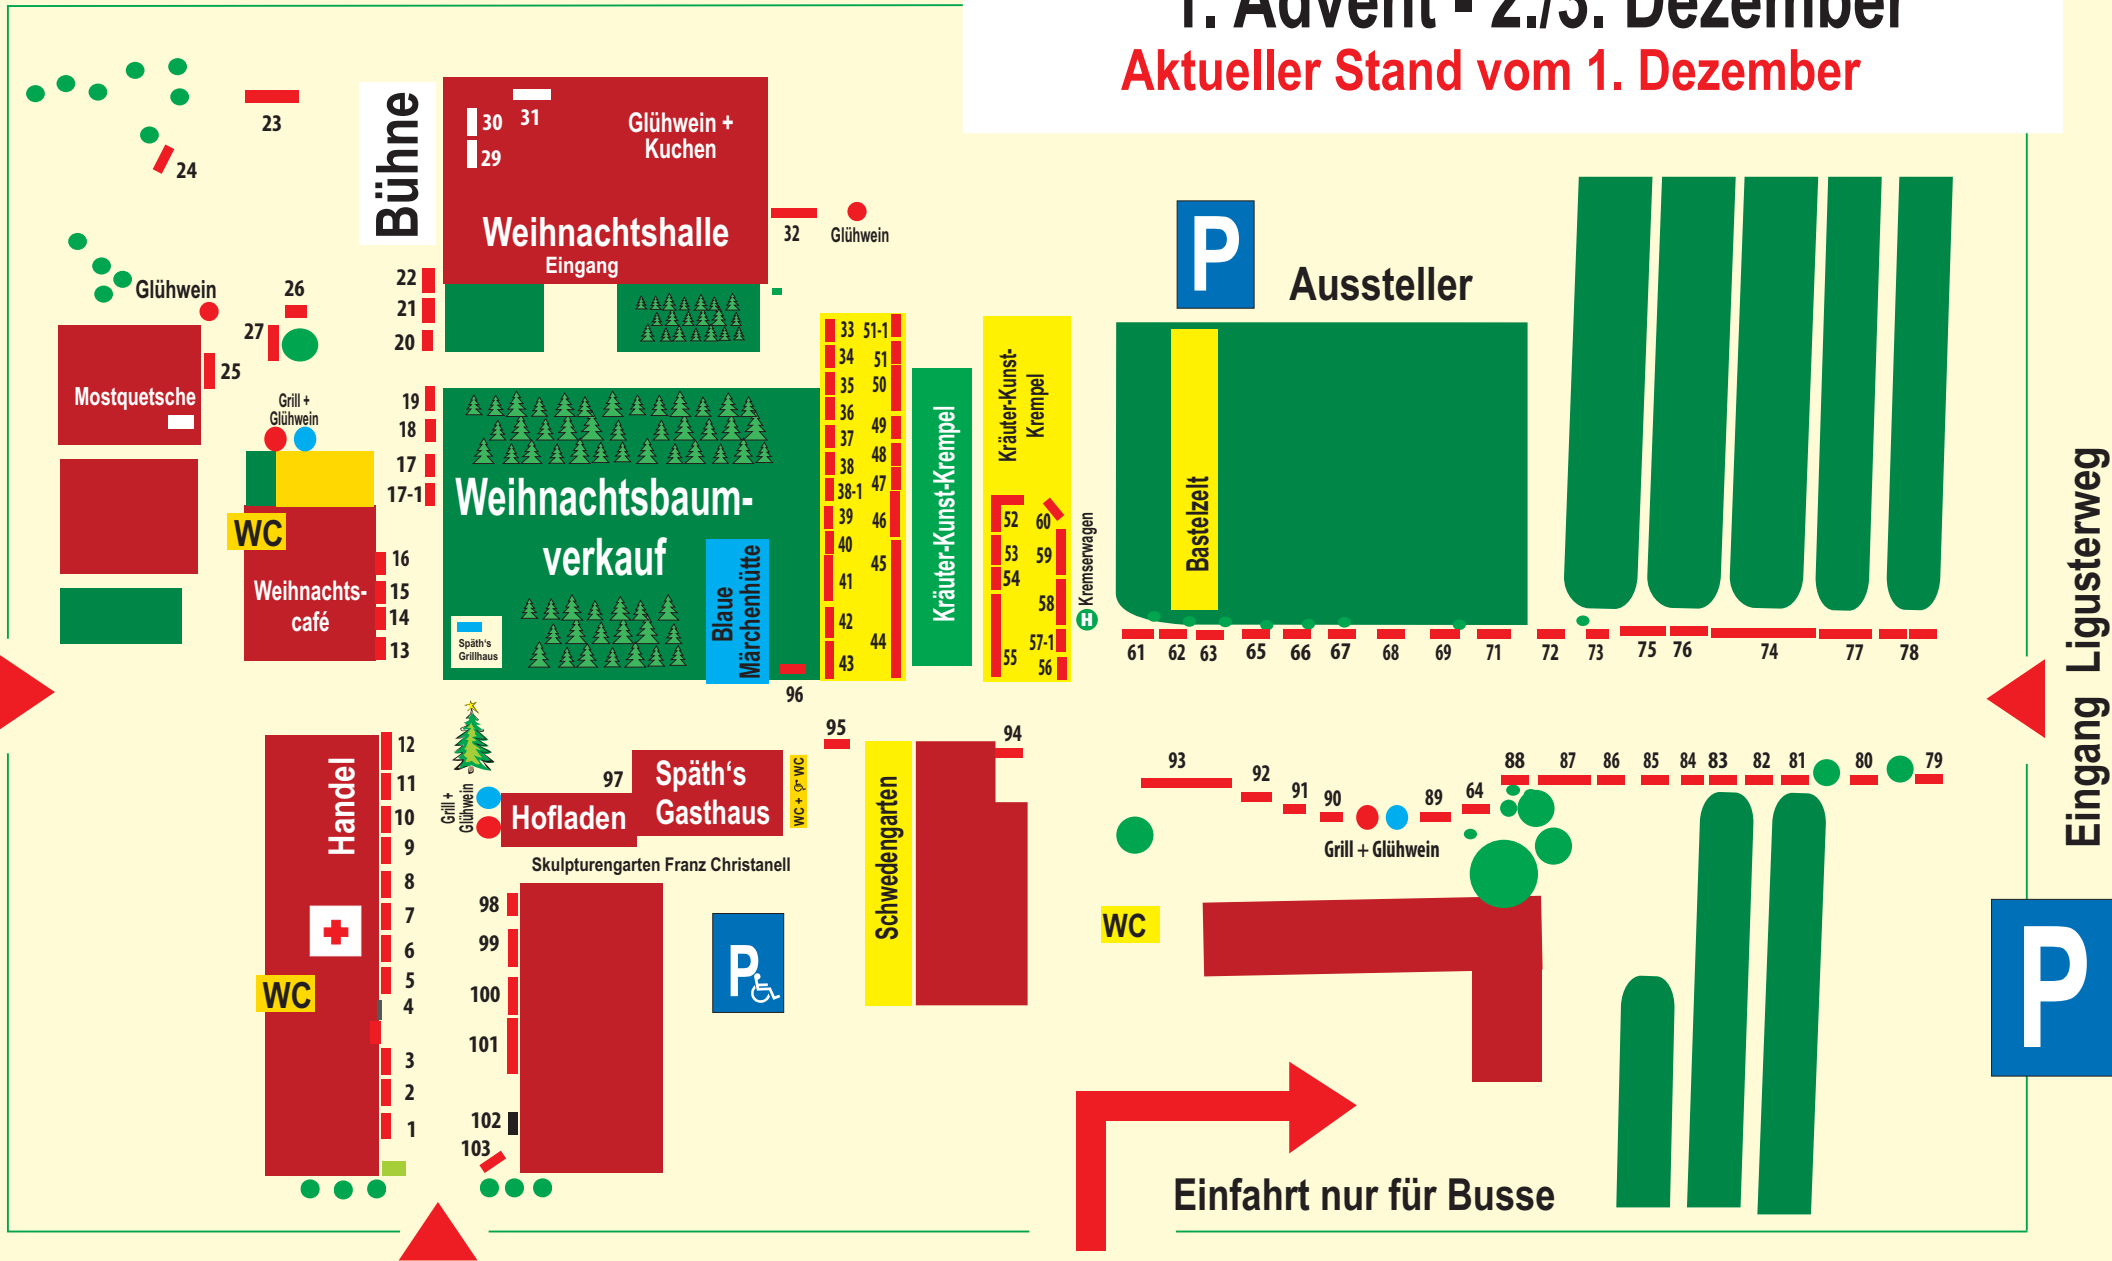 1. Advent - 2./3. Dezember
Aktueller Stand vom 1. Dezember
23
24
Bühne
30
31
29
Glühwein +
Kuchen
Weihnachtshalle
Eingang
32
Glühwein
P
Aussteller
Glühwein
26
27
25
22
21
20
Mostquetsche
Grill +
Glühwein
19
18
17
17-1
WC
Weihnachts-
café
16
15
14
13
Weihnachtsbaum-
verkauf
Blaue
Märchenhütte
Späth's
Grillhaus
96
33
34
35
36
37
38
38-1
39
40
41
42
43
51-1
51
50
49
48
47
46
45
44
Kräuter-Kunst-Krempel
Kräuter-Kunst-
Krempel
52
53
54
55
60
59
58
57-1
56
H
Kremserwagen
Bastelzelt
61
62
63
65
66
67
68
69
71
72
73
75
76
74
77
78
Eingang Ligusterweg
P
Handel
12
11
10
9
8
7
6
5
4
3
2
1
WC
Grill +
Glühwein
97
Hofladen
Späth's
Gasthaus
WC + WC
Skulpturengarten Franz Christanell
98
99
100
101
102
103
P
95
94
Schwedengarten
93
92
91
90
89
64
Grill + Glühwein
88
87
86
85
84
83
82
81
80
79
WC
Einfahrt nur für Busse